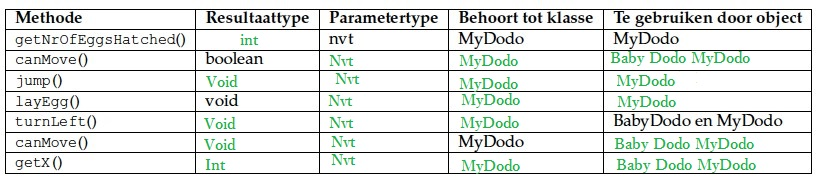 Methode Resultaattype Parametertype Behoort tot klasse Te gebruiken door object
getNrOfEggsHatched() int nvt MyDodo MyDodo
canMove() boolean Nvt MyDodo Baby Dodo MyDodo
jump() Void Nvt MyDodo MyDodo
layEgg() void Nvt MyDodo MyDodo
turnLeft() Void Nvt MyDodo BabyDodo en MyDodo
canMove() Void Nvt MyDodo Baby Dodo MyDodo
getX() Int Nvt MyDodo Baby Dodo MyDodo